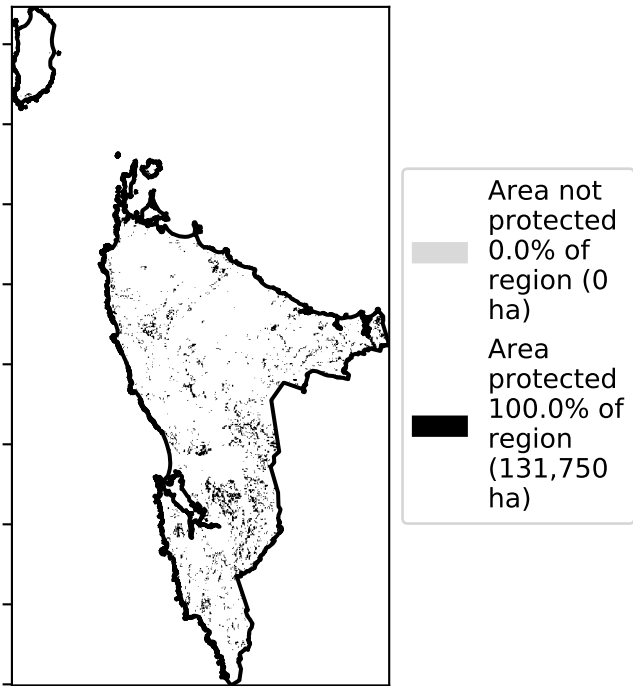 Area not
protected
0.0% of
region (0
ha)
Area
protected
100.0% of
region
(131,750
ha)